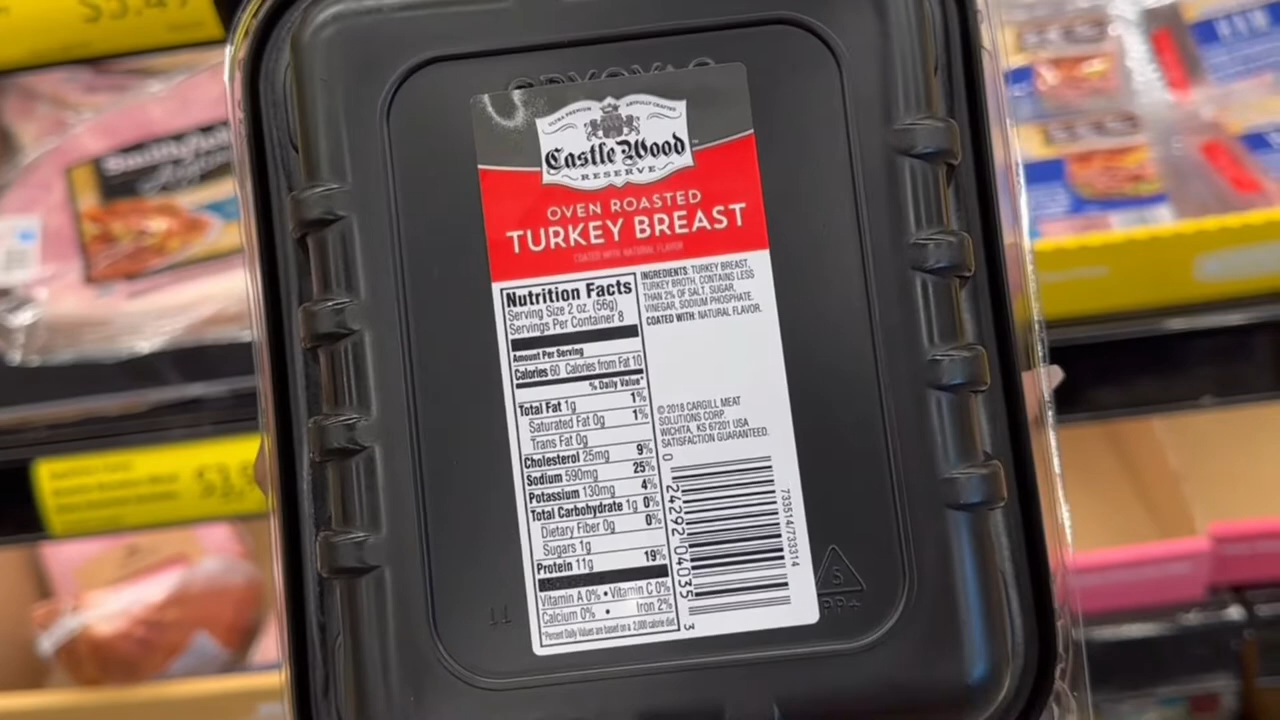 $5.49
Smithfield
ULTRA PREMIUM ARTFULLY CRAFTED
Castle Wood
RESERVE
OVEN ROASTED
TURKEY BREAST
COATED WITH NATURAL FLAVOR
Nutrition Facts
Serving Size 2 oz. (56g)
Servings Per Container 8
Amount Per Serving
Calories 60 Calories from Fat 10
% Daily Value*
Total Fat 1g 1%
Saturated Fat 0g 1%
Trans Fat 0g
Cholesterol 25mg 9%
Sodium 590mg 25%
Potassium 130mg 4%
Total Carbohydrate 1g 0%
Dietary Fiber 0g 0%
Sugars 1g
Protein 11g 19%
Vitamin A 0% • Vitamin C 0%
Calcium 0% • Iron 2%
*Percent Daily Values are based on a 2,000 calorie diet.
INGREDIENTS: TURKEY BREAST,
TURKEY BROTH, CONTAINS LESS
THAN 2% OF SALT, SUGAR,
VINEGAR, SODIUM PHOSPHATE.
COATED WITH: NATURAL FLAVOR.
© 2018 CARGILL MEAT
SOLUTIONS CORP.
WICHITA, KS 67201 USA
SATISFACTION GUARANTEED.
0 24292 04035 3
733514/733314
5
PP
11